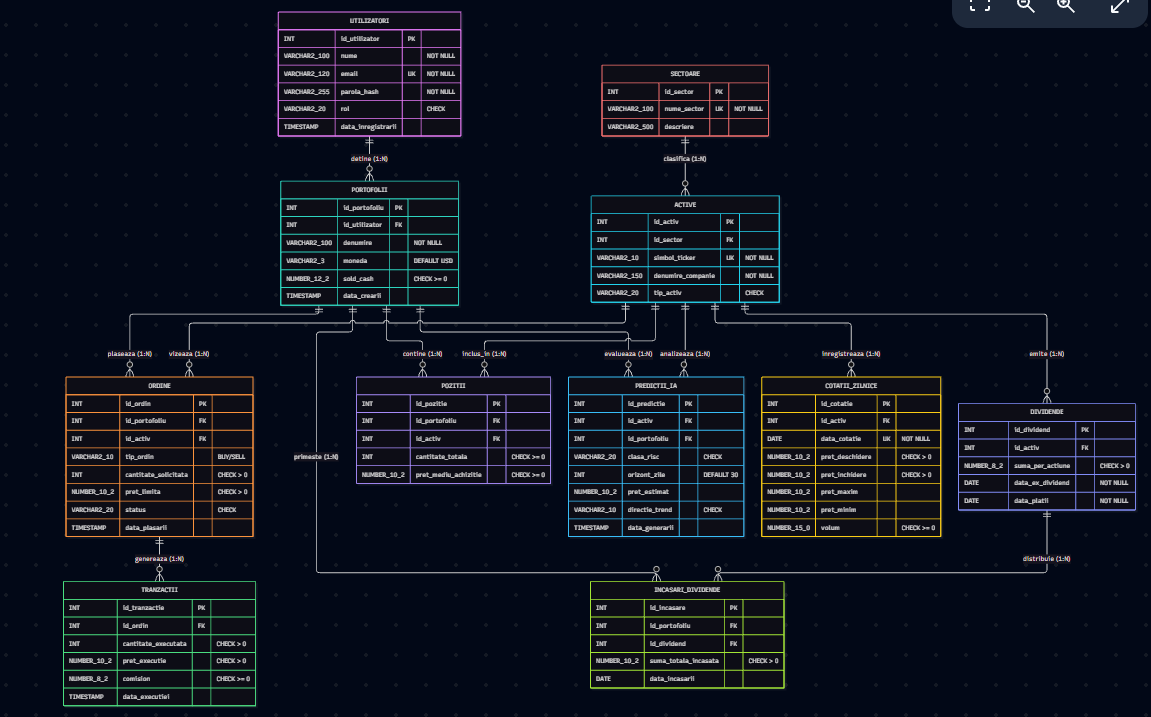 UTILIZATORI
INT id_utilizator PK
VARCHAR2_100 nume NOT NULL
VARCHAR2_120 email UK NOT NULL
VARCHAR2_255 parola_hash NOT NULL
VARCHAR2_20 rol CHECK
TIMESTAMP data_inregistrarii
SECTOARE
INT id_sector PK
VARCHAR2_100 nume_sector UK NOT NULL
VARCHAR2_500 descriere
detine (1:N)
clasifica (1:N)
PORTOFOLII
INT id_portofoliu PK
INT id_utilizator FK
VARCHAR2_100 denumire NOT NULL
VARCHAR2_3 moneda DEFAULT USD
NUMBER_12_2 sold_cash CHECK >= 0
TIMESTAMP data_crearii
ACTIVE
INT id_activ PK
INT id_sector FK
VARCHAR2_10 simbol_ticker UK NOT NULL
VARCHAR2_150 denumire_companie NOT NULL
VARCHAR2_20 tip_activ CHECK
plaseaza (1:N) vizeaza (1:N) contine (1:N) inclus_in (1:N) evalueaza (1:N) analizeaza (1:N) inregistreaza (1:N) emite (1:N)
ORDINE
INT id_ordin PK
INT id_portofoliu FK
INT id_activ FK
VARCHAR2_10 tip_ordin BUY/SELL
INT cantitate_solicitata CHECK > 0
NUMBER_10_2 pret_limita CHECK > 0
VARCHAR2_20 status CHECK
TIMESTAMP data_plasarii
POZITII
INT id_pozitie PK
INT id_portofoliu FK
INT id_activ FK
INT cantitate_totala CHECK >= 0
NUMBER_10_2 pret_mediu_achizitie CHECK >= 0
PREDICTII_IA
INT id_predictie PK
INT id_activ FK
INT id_portofoliu FK
VARCHAR2_20 clasa_risc CHECK
INT orizont_zile DEFAULT 30
NUMBER_10_2 pret_estimat
VARCHAR2_10 directie_trend CHECK
TIMESTAMP data_generarii
COTATII_ZILNICE
INT id_cotatie PK
INT id_activ FK
DATE data_cotatie UK NOT NULL
NUMBER_10_2 pret_deschidere CHECK > 0
NUMBER_10_2 pret_inchidere CHECK > 0
NUMBER_10_2 pret_maxim
NUMBER_10_2 pret_minim
NUMBER_15_0 volum CHECK >= 0
DIVIDENDE
INT id_dividend PK
INT id_activ FK
NUMBER_8_2 suma_per_actiune CHECK > 0
DATE data_ex_dividend NOT NULL
DATE data_platii NOT NULL
primeste (1:N)
genereaza (1:N)
distribuie (1:N)
TRANZACTII
INT id_tranzactie PK
INT id_ordin FK
INT cantitate_executata CHECK > 0
NUMBER_10_2 pret_executie CHECK > 0
NUMBER_8_2 comision CHECK >= 0
TIMESTAMP data_executiei
INCASARI_DIVIDENDE
INT id_incasare PK
INT id_portofoliu FK
INT id_dividend FK
NUMBER_10_2 suma_totala_incasata CHECK > 0
DATE data_incasarii